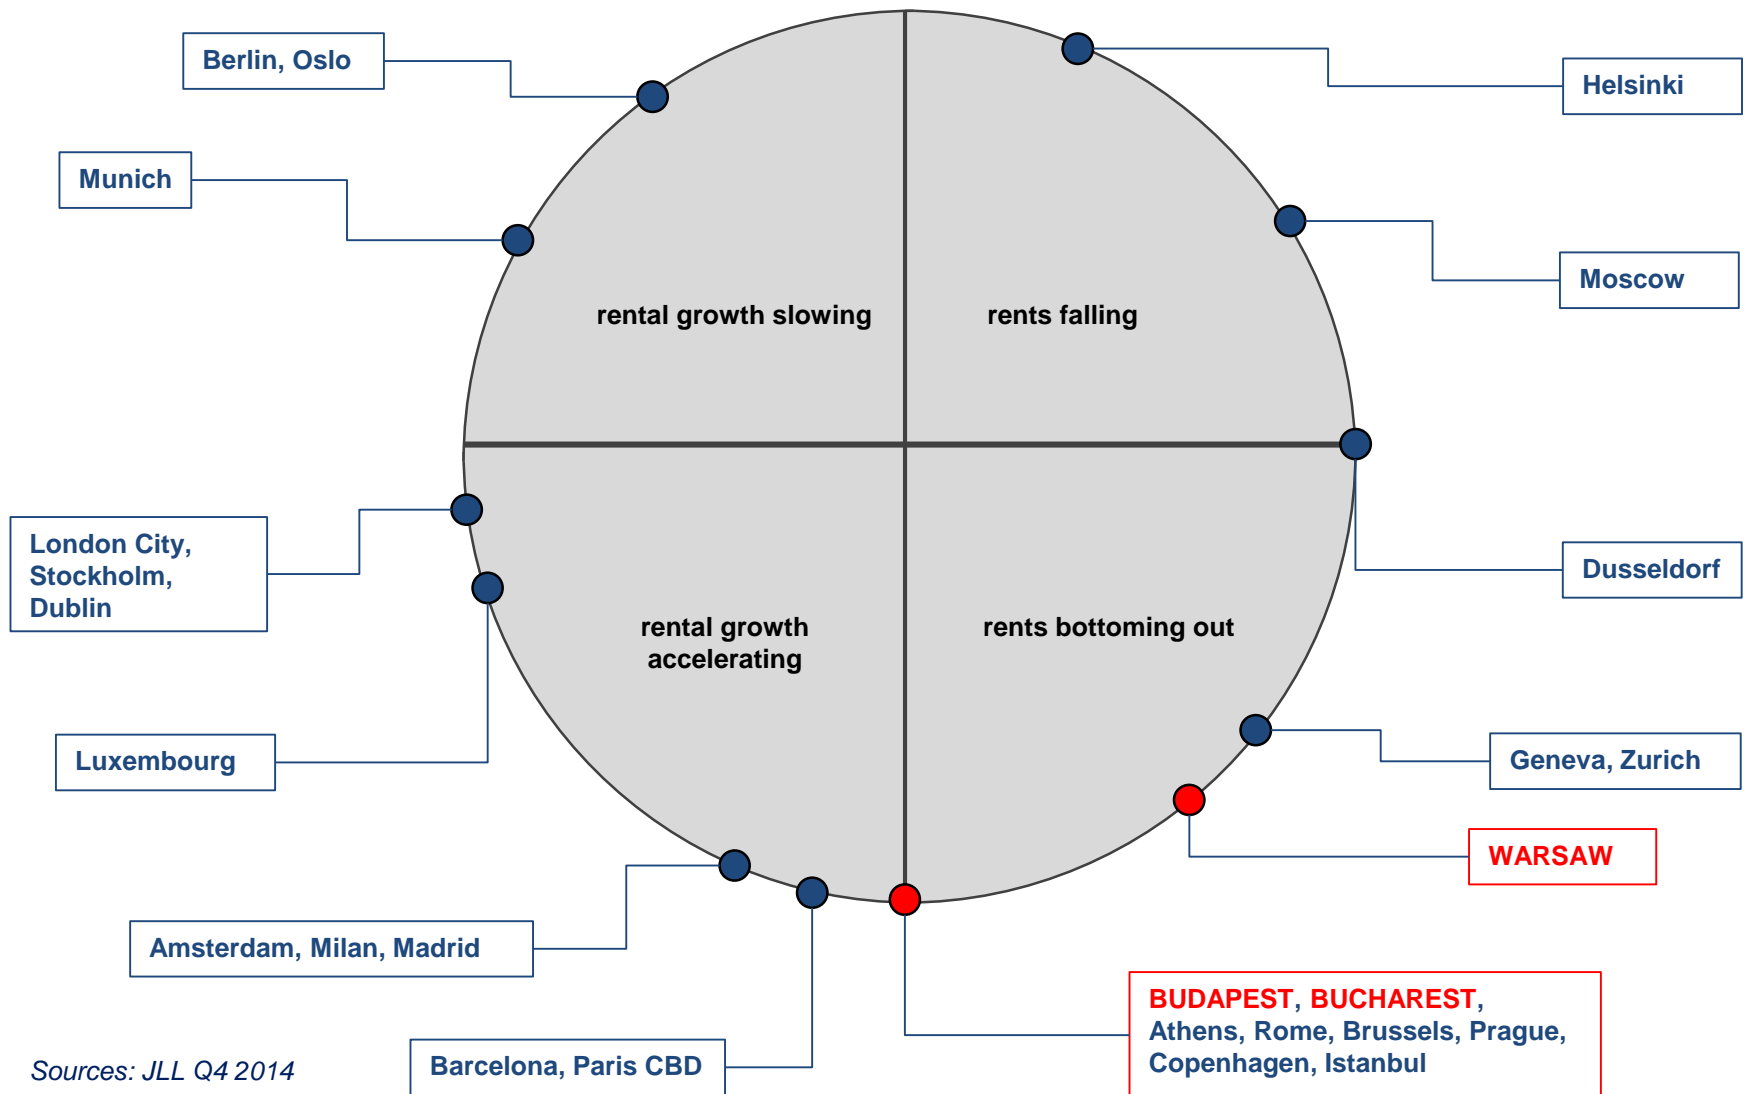 Berlin, Oslo
Helsinki
Munich
Moscow
rental growth slowing
rents falling
London City,
Stockholm,
Dublin
Dusseldorf
rental growth
accelerating
rents bottoming out
Luxembourg
Geneva, Zurich
WARSAW
Amsterdam, Milan, Madrid
BUDAPEST, BUCHAREST,
Athens, Rome, Brussels, Prague,
Copenhagen, Istanbul
Barcelona, Paris CBD
Sources: JLL Q4 2014